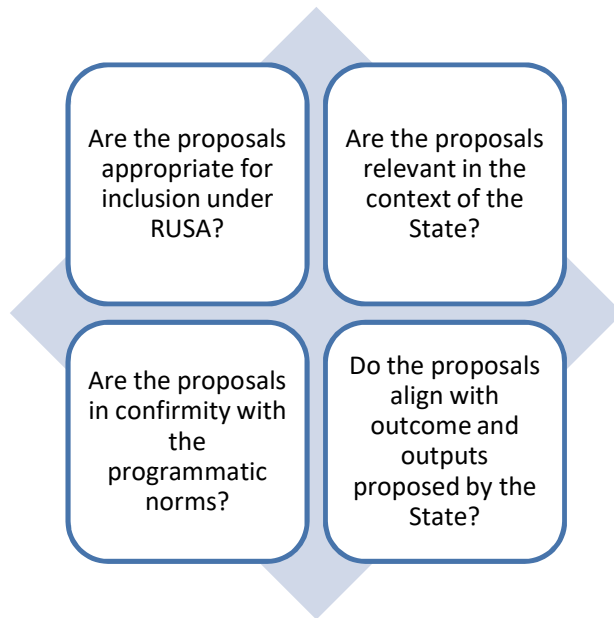 Are the proposals
appropriate for
inclusion under
RUSA?
Are the proposals
relevant in the
context of the
State?
Are the proposals
in confirmity with
the
programmatic
norms?
Do the proposals
align with
outcome and
outputs
proposed by the
State?